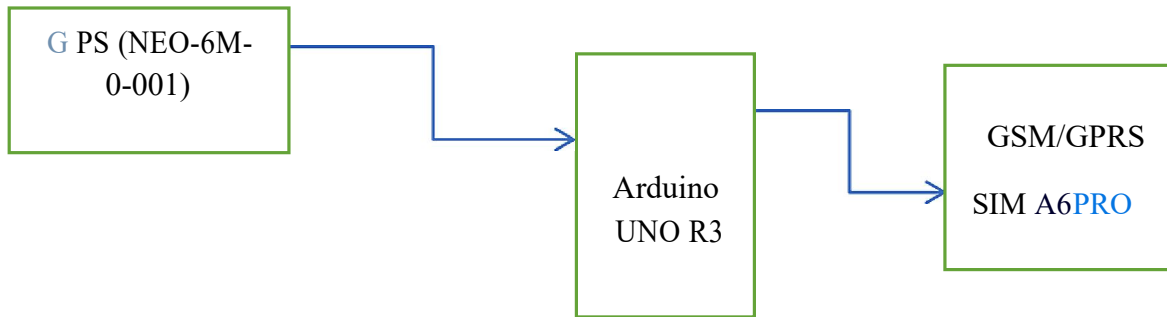 G PS (NEO-6M-
0-001)
Arduino
UNO R3
GSM/GPRS
SIM A6PRO